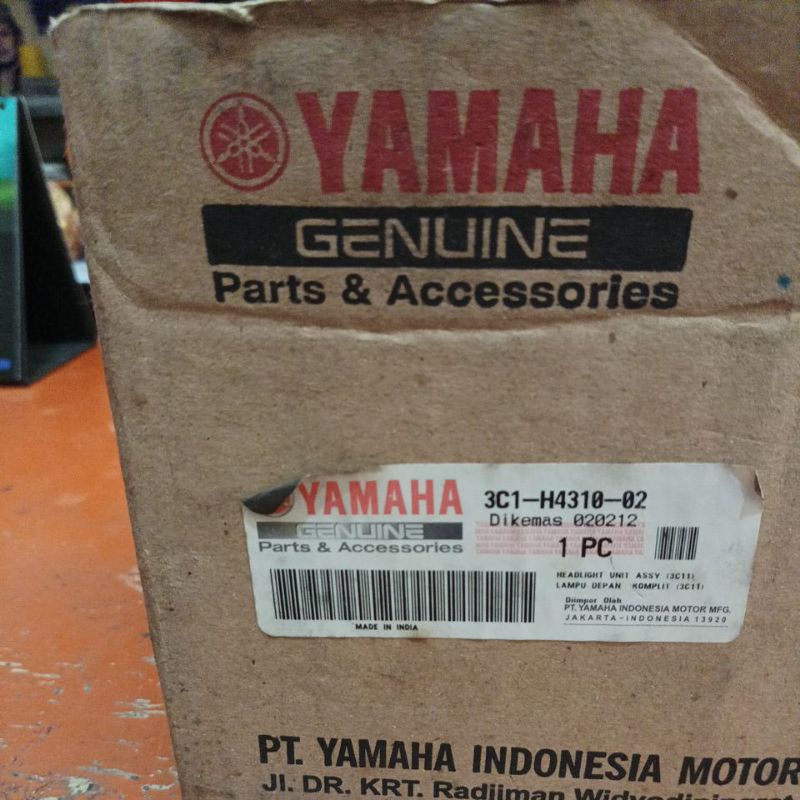 YAMAHA
GENUINE
Parts & Accessories
YAMAHA
GENUINE
Parts & Accessories
3C1-H4310-02
Dikemas 020212
1 PC
HEADLIGHT UNIT ASSY (3C11)
LAMPU DEPAN KOMPLIT (3C11)
Diimpor Oleh
PT. YAMAHA INDONESIA MOTOR MFG.
JAKARTA-INDONESIA 13920
MADE IN INDIA
PT. YAMAHA INDONESIA MOTOR
Jl. DR. KRT. Radjiman